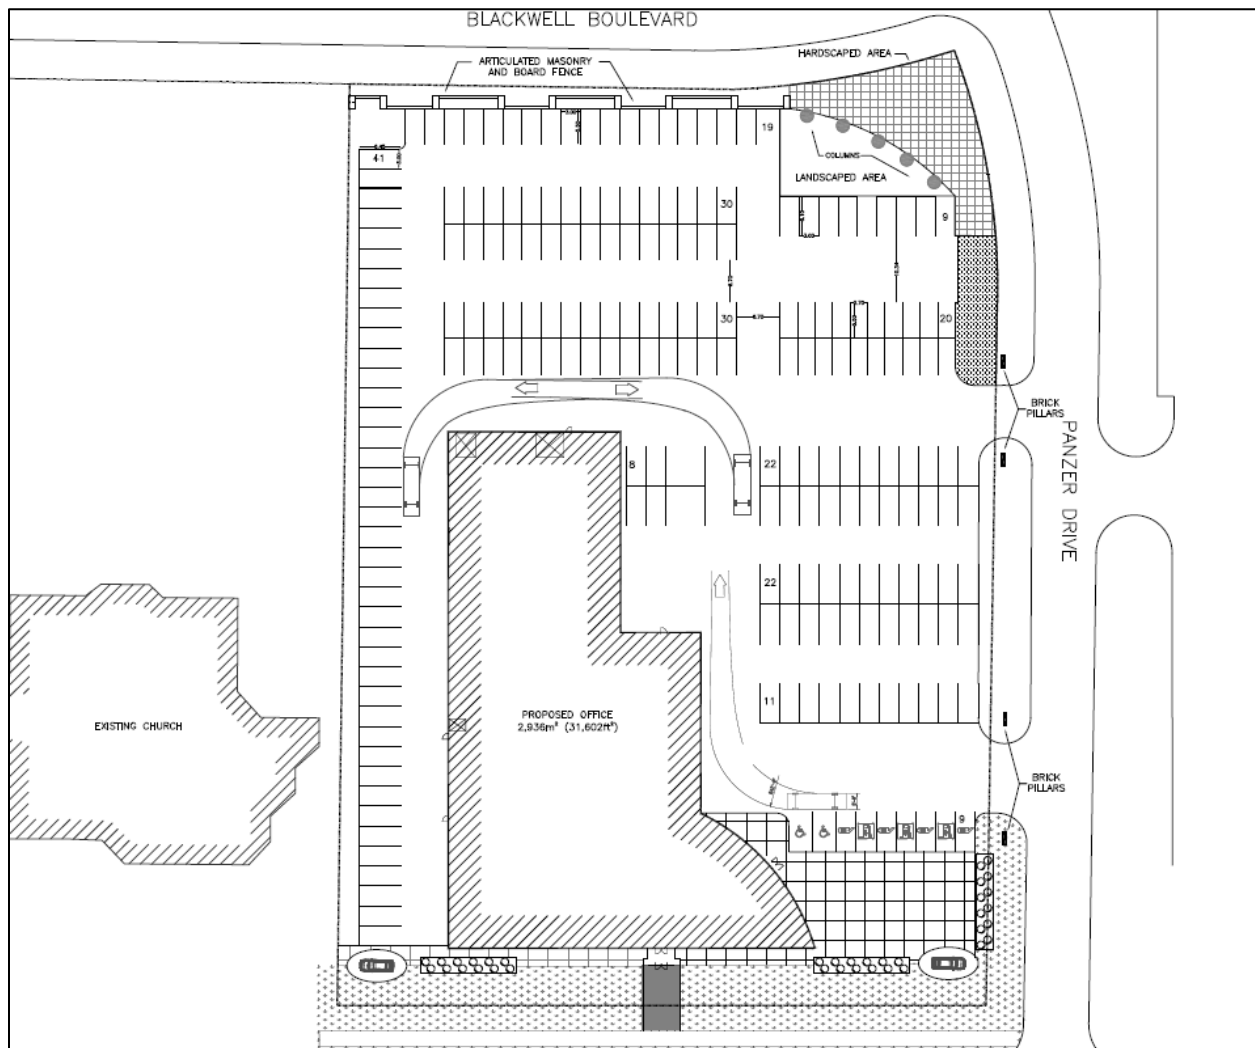 BLACKWELL BOULEVARD
HARDSCAPED AREA
ARTICULATED MASONRY
AND BOARD FENCE
19
41
COLUMNS
LANDSCAPED AREA
30
9
30
20
BRICK
PILLARS
PANZER DRIVE
8
22
22
11
PROPOSED OFFICE
2,936m² (31,602ft²)
EXISTING CHURCH
BRICK
PILLARS
9